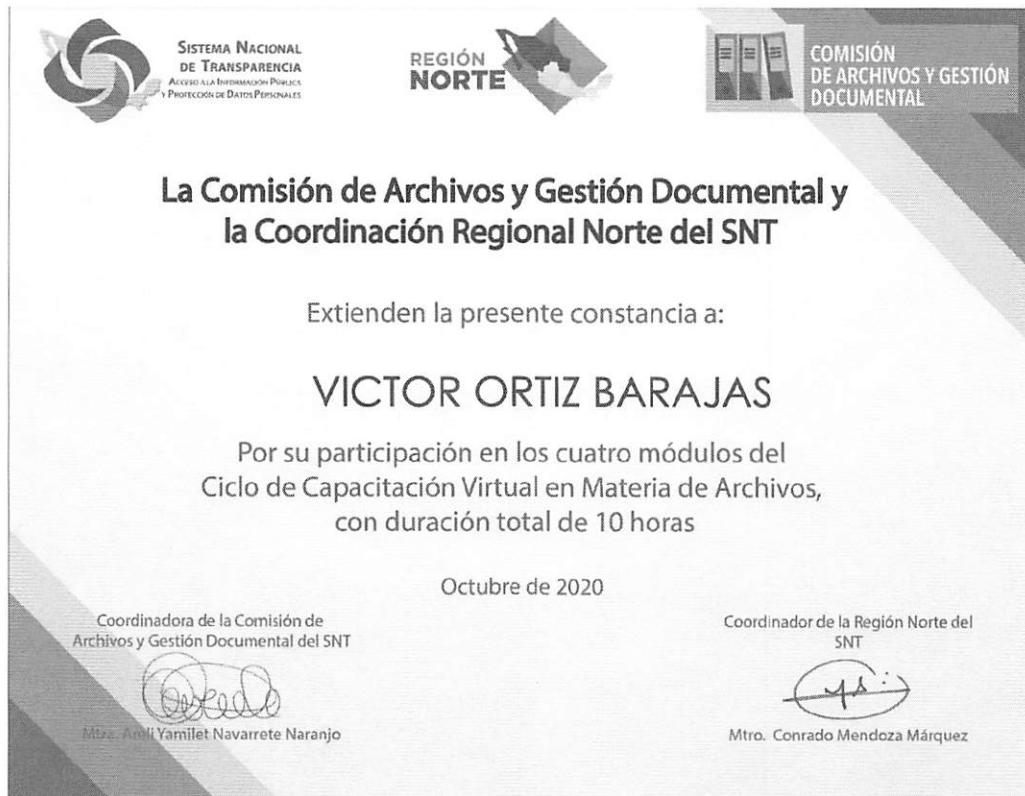 SISTEMA NACIONAL
DE TRANSPARENCIA
ACCESO A LA INFORMACIÓN PÚBLICA
Y PROTECCIÓN DE DATOS PERSONALES
REGIÓN
NORTE
COMISIÓN
DE ARCHIVOS Y GESTIÓN
DOCUMENTAL
La Comisión de Archivos y Gestión Documental y
la Coordinación Regional Norte del SNT
Extienden la presente constancia a:
VICTOR ORTIZ BARAJAS
Por su participación en los cuatro módulos del
Ciclo de Capacitación Virtual en Materia de Archivos,
con duración total de 10 horas
Octubre de 2020
Coordinadora de la Comisión de
Archivos y Gestión Documental del SNT
Mtra. Areli Yamilet Navarrete Naranjo
Coordinador de la Región Norte del
SNT
Mtro. Conrado Mendoza Márquez